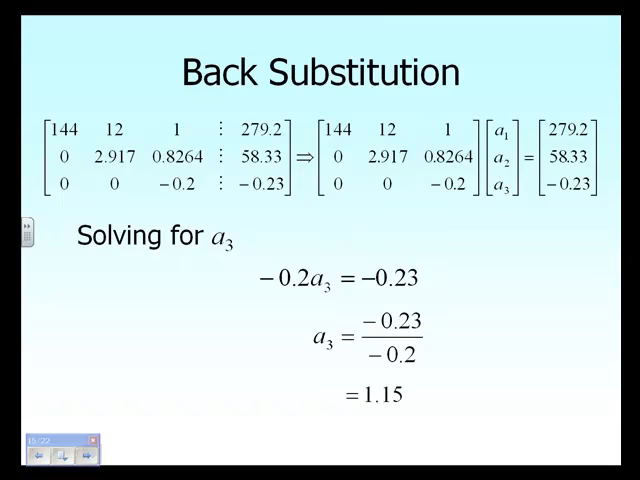 Back Substitution
[144 12 1 ⋮ 279.2] ⇒ [144 12 1] [a₁] = [279.2]
[0 2.917 0.8264 ⋮ 58.33] [0 2.917 0.8264] [a₂] [58.33]
[0 0 −0.2 ⋮ −0.23] [0 0 −0.2] [a₃] [−0.23]
Solving for a₃
−0.2a₃ = −0.23
a₃ = −0.23 / −0.2
= 1.15
15/22